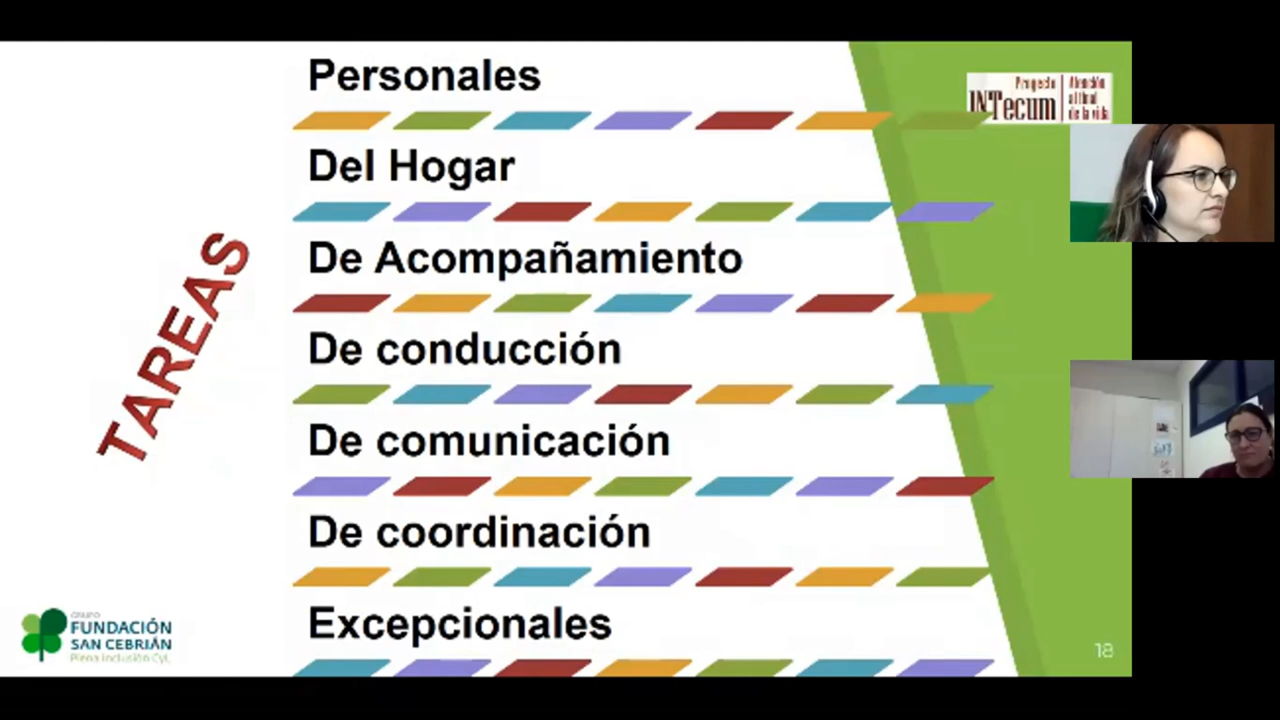 Personales
Del Hogar
De Acompañamiento
De conducción
De comunicación
De coordinación
Excepcionales
TAREAS
Proyecto
INTecum
Atención
al final
de la vida
GRUPO
FUNDACIÓN
SAN CEBRIÁN
Plena inclusión CyL
18